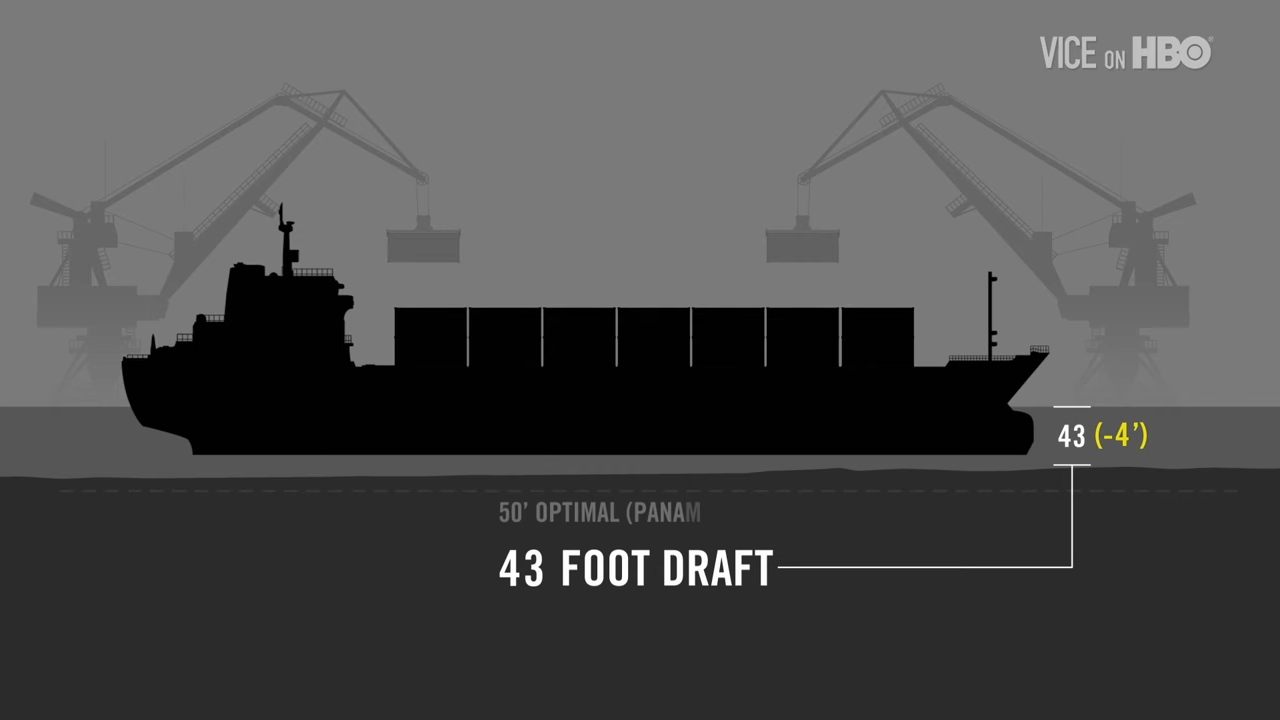 VICE ON HBO
43 (-4')
50' OPTIMAL (PANAM
43 FOOT DRAFT